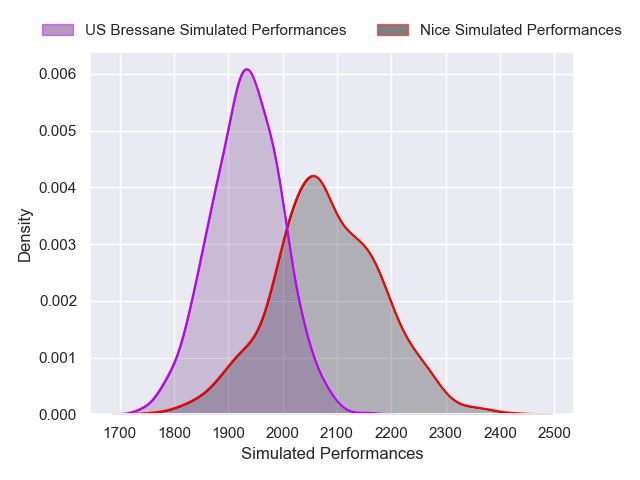 US Bressane Simulated Performances Nice Simulated Performances
0.006
0.005
0.004
0.003
0.002
0.001
0.000
Density
1700 1800 1900 2000 2100 2200 2300 2400 2500
Simulated Performances